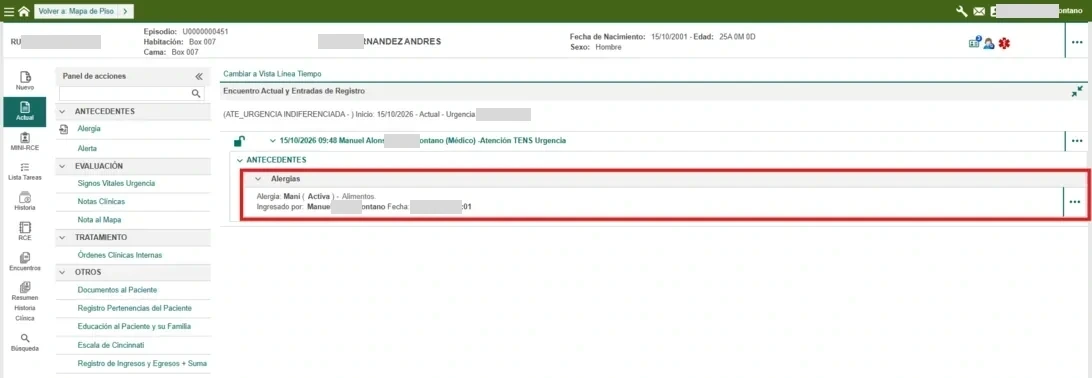 Volver a: Mapa de Piso
ontano
RU
Episodio: U0000000451
Habitación: Box 007
Cama: Box 007
RNANDEZ ANDRES
Fecha de Nacimiento: 15/10/2001 - Edad: 25A 0M 0D
Sexo: Hombre
Nuevo
Actual
MINI-RCE
Lista Tareas
Historia
RCE
Encuentros
Resumen
Historia
Clínica
Búsqueda
Panel de acciones
ANTECEDENTES
Alergia
Alerta
EVALUACIÓN
Signos Vitales Urgencia
Notas Clínicas
Nota al Mapa
TRATAMIENTO
Órdenes Clínicas Internas
OTROS
Documentos al Paciente
Registro Pertenencias del Paciente
Educación al Paciente y su Familia
Escala de Cincinnati
Registro de Ingresos y Egresos + Suma
Cambiar a Vista Línea Tiempo
Encuentro Actual y Entradas de Registro
(ATE_URGENCIA INDIFERENCIADA - ) Inicio: 15/10/2026 - Actual - Urgencia
15/10/2026 09:48 Manuel Alons ontano (Médico) -Atención TENS Urgencia
ANTECEDENTES
Alergias
Alergia: Maní ( Activa ) - Alimentos.
Ingresado por: Manue ontano Fecha: :01